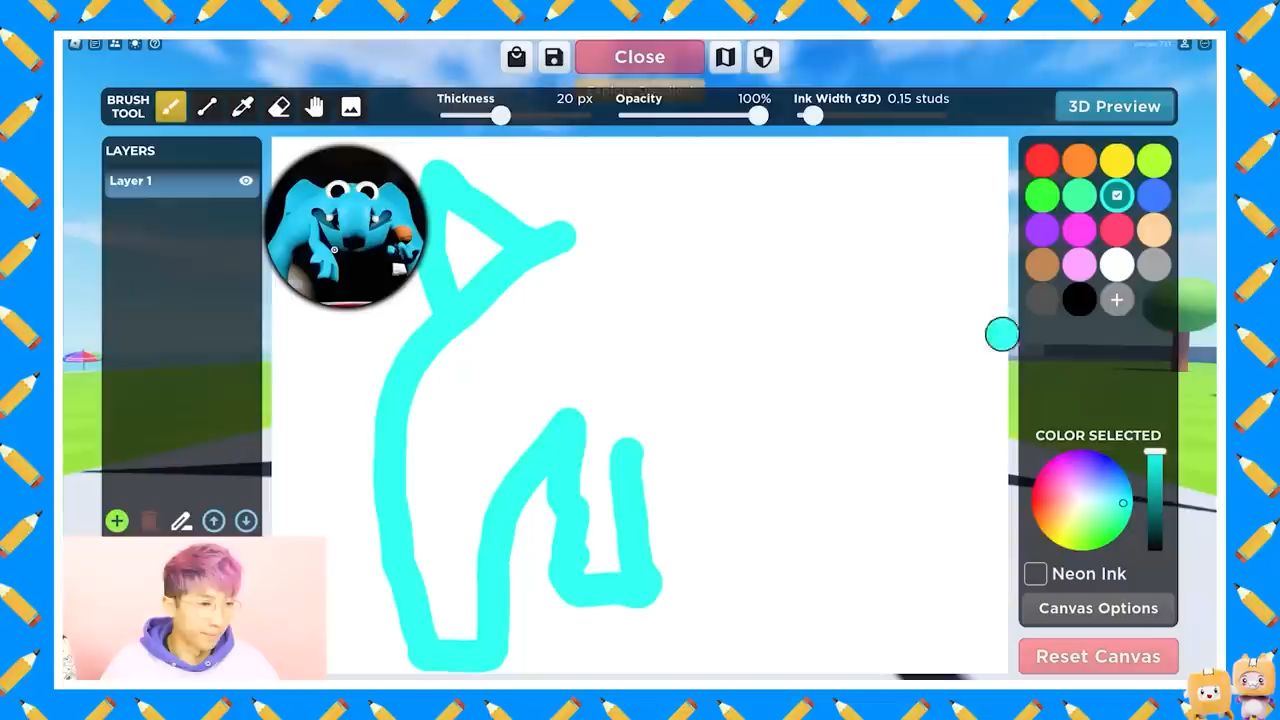 Close
BRUSH
TOOL
Thickness
20 px
Opacity
100%
Ink Width (3D)
0.15 studs
3D Preview
LAYERS
Layer 1
COLOR SELECTED
Neon Ink
Canvas Options
Reset Canvas